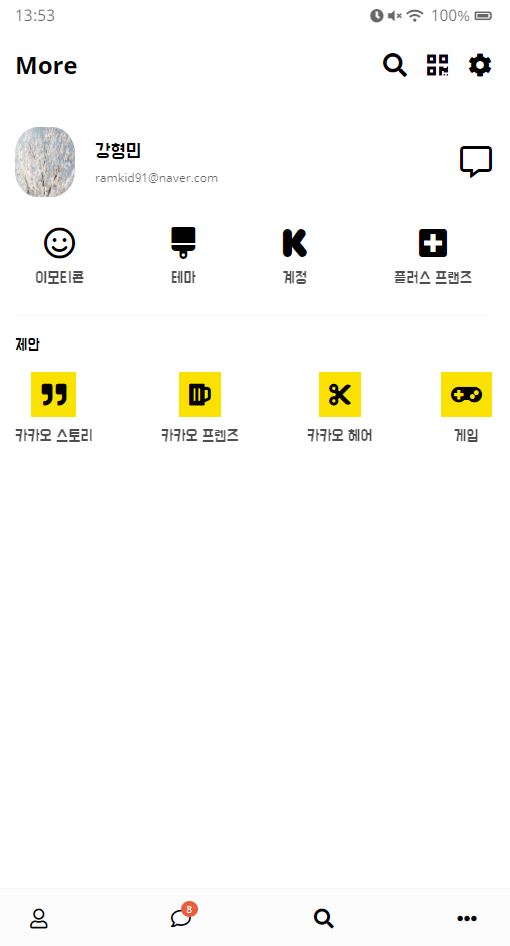 13:53 100%
More
강형민
ramkid91@naver.com
이모티콘 테마 계정 플러스 프랜즈
제안
카카오 스토리 카카오 프렌즈 카카오 헤어 게임
8